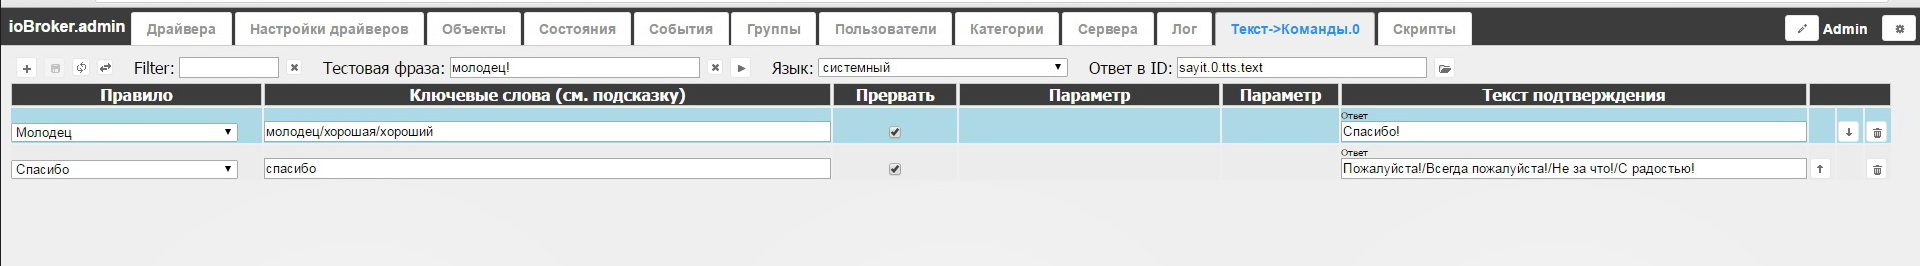 ioBroker.admin Драйвера Настройки драйверов Объекты Состояния События Группы Пользователи Категории Сервера Лог Текст->Команды.0 Скрипты Admin
Filter: Тестовая фраза: молодец! Язык: системный Ответ в ID: sayit.0.tts.text
Правило Ключевые слова (см. подсказку) Прервать Параметр Параметр Текст подтверждения
Ответ
Молодец молодец/хорошая/хороший Спасибо!
Ответ
Спасибо спасибо Пожалуйста!/Всегда пожалуйста!/Не за что!/С радостью!